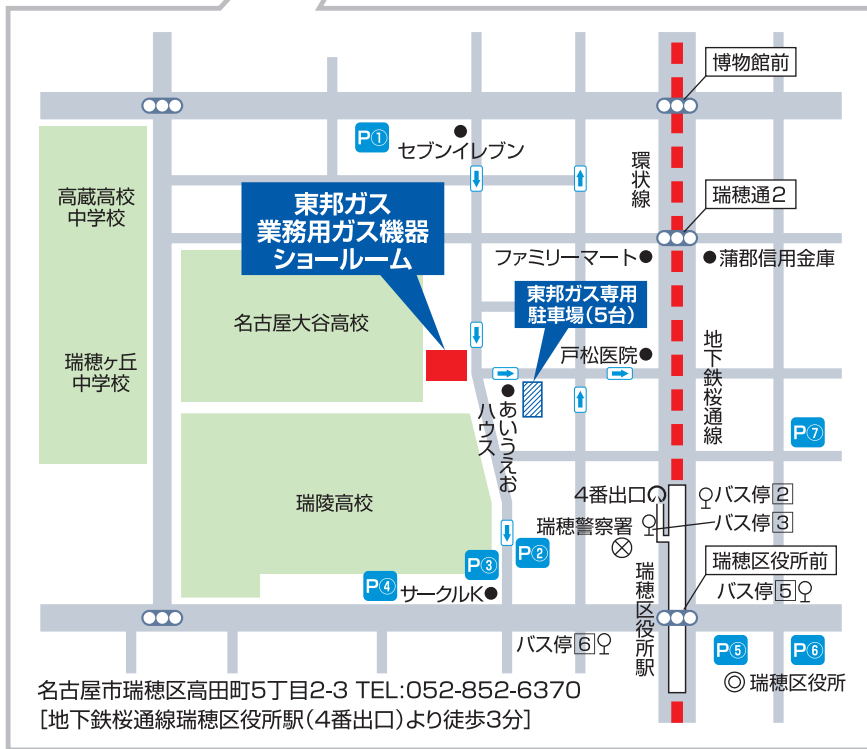 博物館前
P①
セブンイレブン
環状線
高蔵高校
中学校
東邦ガス
業務用ガス機器
ショールーム
瑞穂通2
ファミリーマート
蒲郡信用金庫
東邦ガス専用
駐車場(5台)
名古屋大谷高校
戸松医院
地下鉄桜通線
瑞穂ヶ丘
中学校
あいうえお
ハウス
P⑦
瑞陵高校
4番出口
バス停2
瑞穂警察署
バス停3
P②
P③
瑞穂区役所前
P④
サークルK
瑞穂区役所駅
バス停5
バス停6
P⑤
P⑥
瑞穂区役所
名古屋市瑞穂区高田町5丁目2-3 TEL:052-852-6370
[地下鉄桜通線瑞穂区役所駅(4番出口)より徒歩3分]